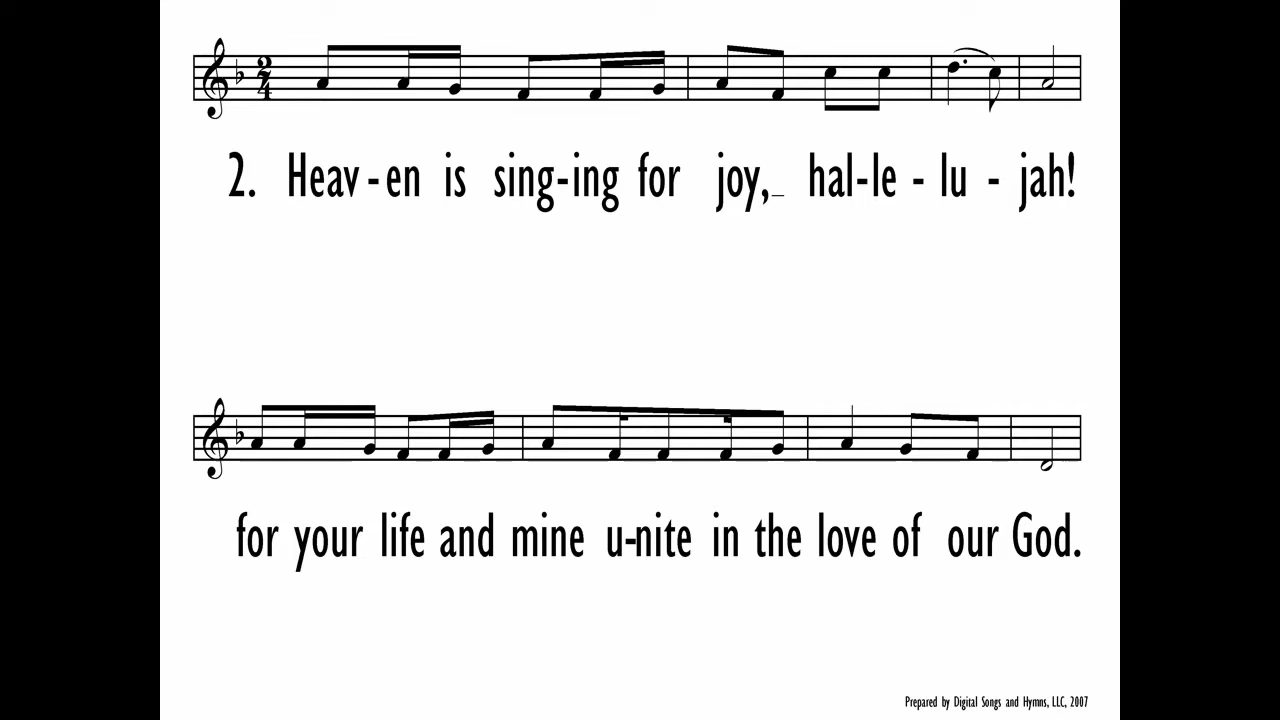 2. Heav-en is sing-ing for joy,_ hal-le-lu-jah!
for your life and mine u-nite in the love of our God.
Prepared by Digital Songs and Hymns, LLC, 2007